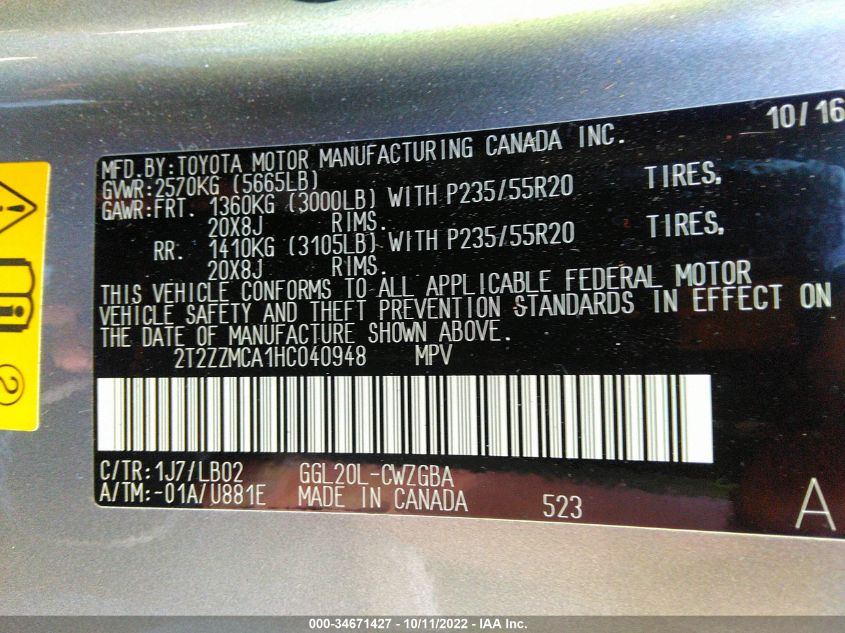 10/16
MFD.BY:TOYOTA MOTOR MANUFACTURING CANADA INC.
GVWR:2570KG (5665LB)
GAWR:FRT. 1360KG (3000LB) WITH P235/55R20 TIRES,
20X8J RIMS.
RR. 1410KG (3105LB) WITH P235/55R20 TIRES,
20X8J RIMS.
THIS VEHICLE CONFORMS TO ALL APPLICABLE FEDERAL MOTOR
VEHICLE SAFETY AND THEFT PREVENTION STANDARDS IN EFFECT ON
THE DATE OF MANUFACTURE SHOWN ABOVE.
2T2ZZMCA1HC040948 MPV
C/TR:1J7/LB02 GGL20L-CWZGBA
A/TM:-01A/U881E MADE IN CANADA 523 A
2
000-34671427 - 10/11/2022 - IAA Inc.